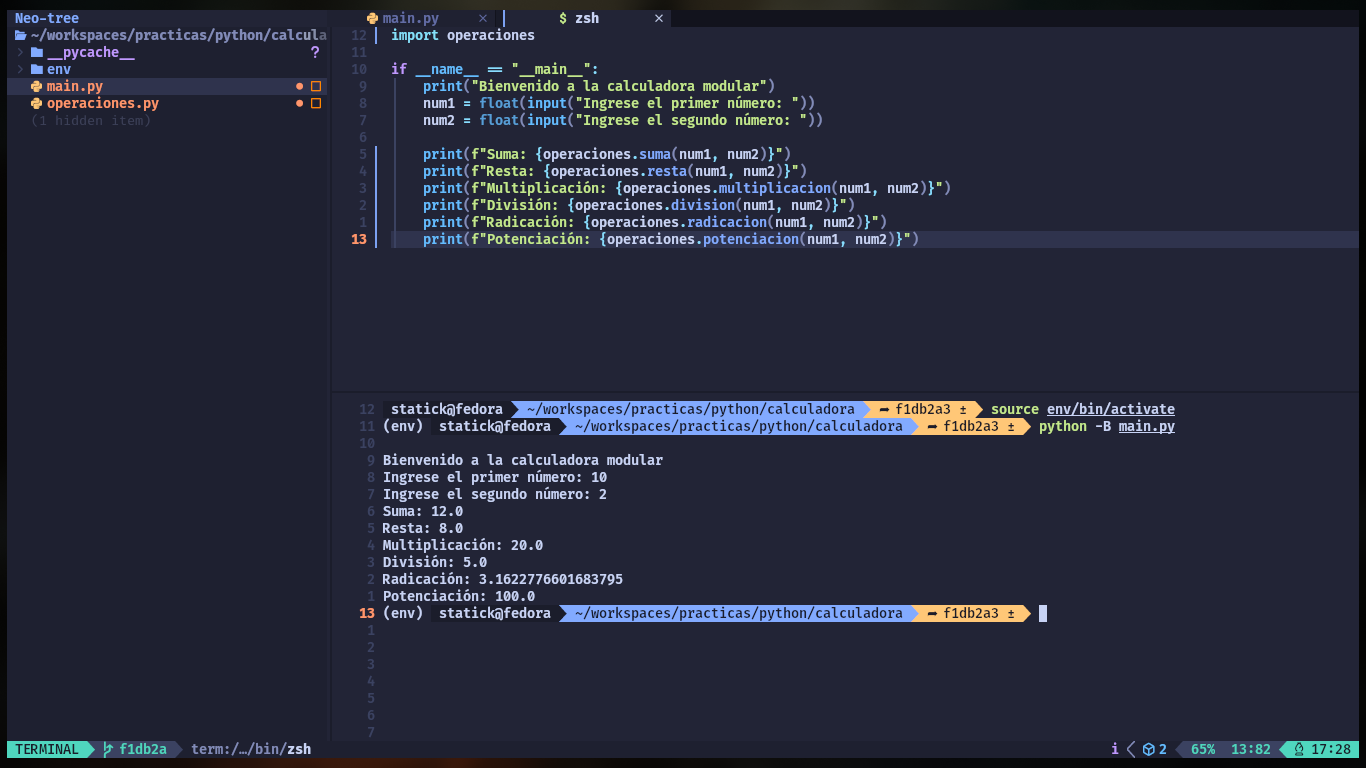 Neo-tree
~/workspaces/practicas/python/calcula
__pycache__ ?
env
main.py
operaciones.py
(1 hidden item)
main.py × $ zsh ×
12 import operaciones
11
10 if __name__ == "__main__":
9 print("Bienvenido a la calculadora modular")
8 num1 = float(input("Ingrese el primer número: "))
7 num2 = float(input("Ingrese el segundo número: "))
6
5 print(f"Suma: {operaciones.suma(num1, num2)}")
4 print(f"Resta: {operaciones.resta(num1, num2)}")
3 print(f"Multiplicación: {operaciones.multiplicacion(num1, num2)}")
2 print(f"División: {operaciones.division(num1, num2)}")
1 print(f"Radicación: {operaciones.radicacion(num1, num2)}")
13 print(f"Potenciación: {operaciones.potenciacion(num1, num2)}")
12 statick@fedora ~/workspaces/practicas/python/calculadora ➦ f1db2a3 ± source env/bin/activate
11 (env) statick@fedora ~/workspaces/practicas/python/calculadora ➦ f1db2a3 ± python -B main.py
10
9 Bienvenido a la calculadora modular
8 Ingrese el primer número: 10
7 Ingrese el segundo número: 2
6 Suma: 12.0
5 Resta: 8.0
4 Multiplicación: 20.0
3 División: 5.0
2 Radicación: 3.1622776601683795
1 Potenciación: 100.0
13 (env) statick@fedora ~/workspaces/practicas/python/calculadora ➦ f1db2a3 ±
1
2
3
4
5
6
7
TERMINAL f1db2a term:/…/bin/zsh i 2 65% 13:82 17:28